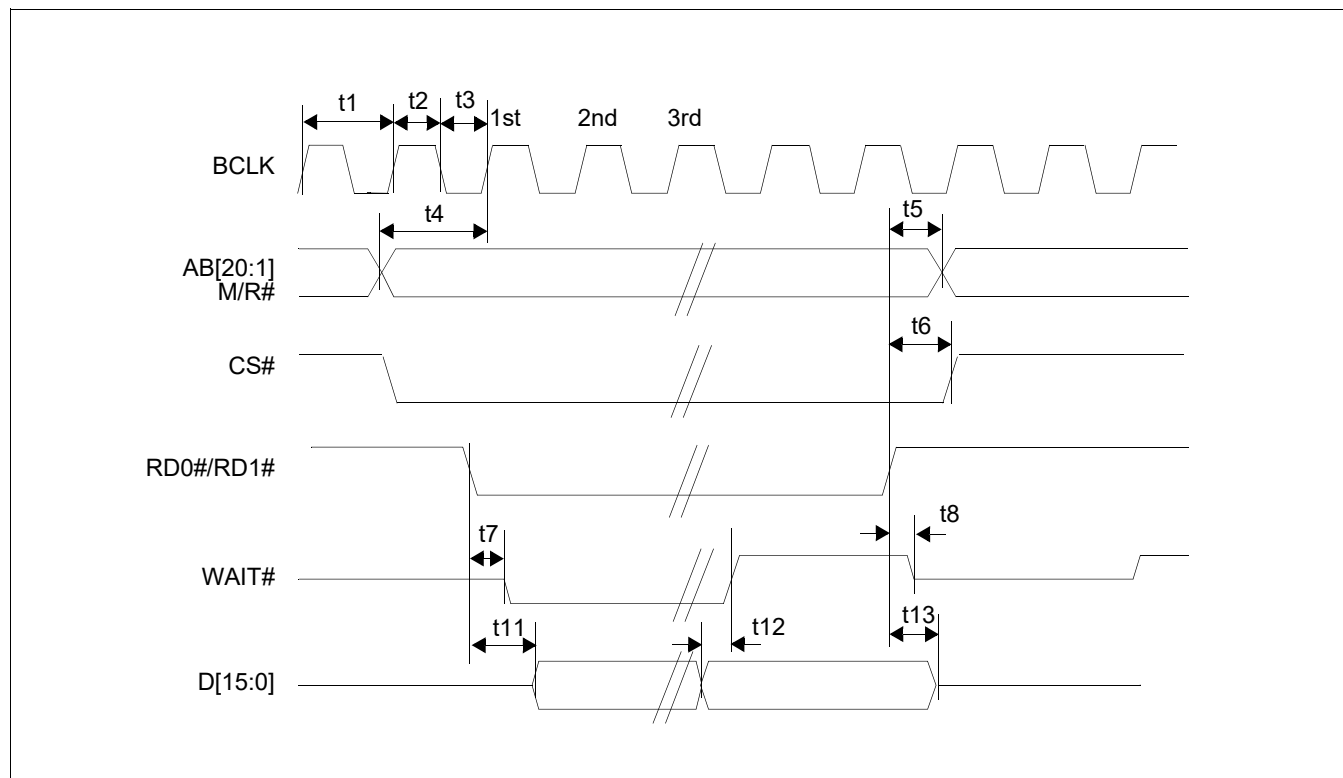 t1
t2
t3
1st
2nd
3rd
BCLK
t4
t5
AB[20:1]
M/R#
t6
CS#
RD0#/RD1#
t7
t8
WAIT#
t11
t12
t13
D[15:0]